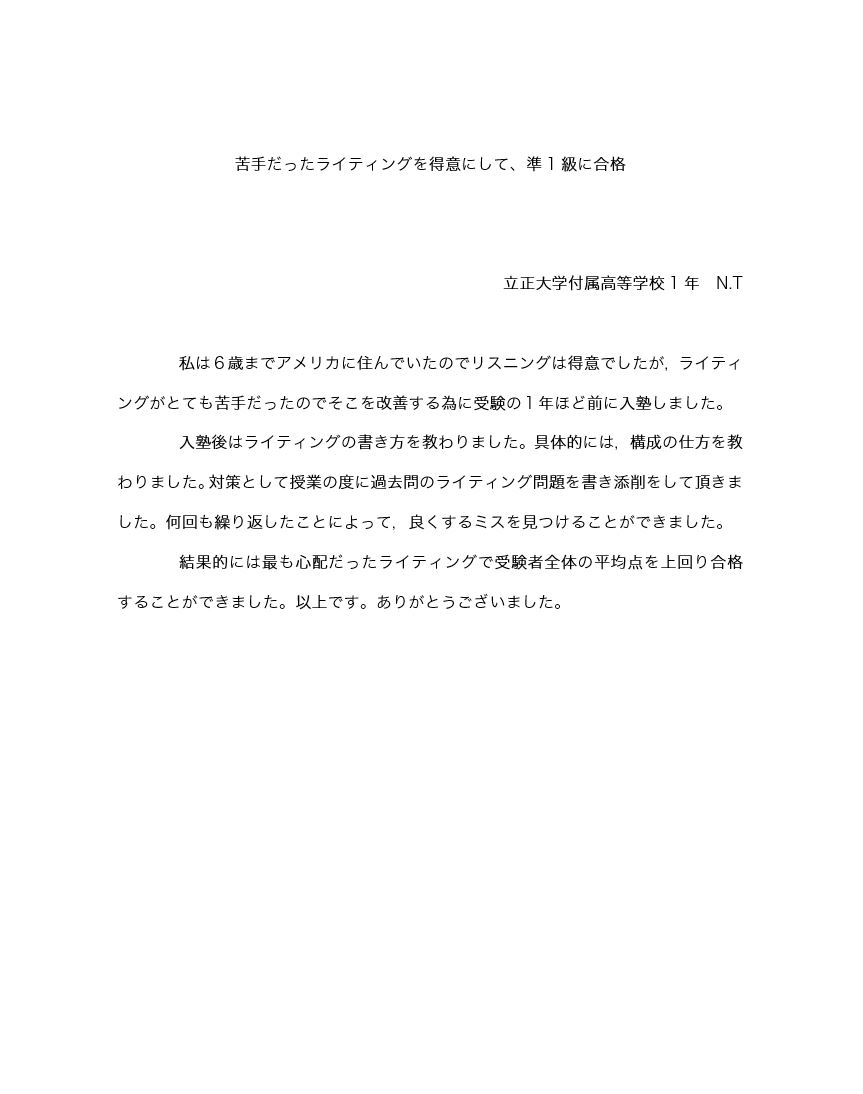 苦手だったライティングを得意にして、準1級に合格
立正大学付属高等学校1年　N.T
私は6歳までアメリカに住んでいたのでリスニングは得意でしたが，ライティ
ングがとても苦手だったのでそこを改善する為に受験の1年ほど前に入塾しました。
入塾後はライティングの書き方を教わりました。具体的には，構成の仕方を教
わりました。対策として授業の度に過去問のライティング問題を書き添削をして頂きま
した。何回も繰り返したことによって，良くするミスを見つけることができました。
結果的には最も心配だったライティングで受験者全体の平均点を上回り合格
することができました。以上です。ありがとうございました。